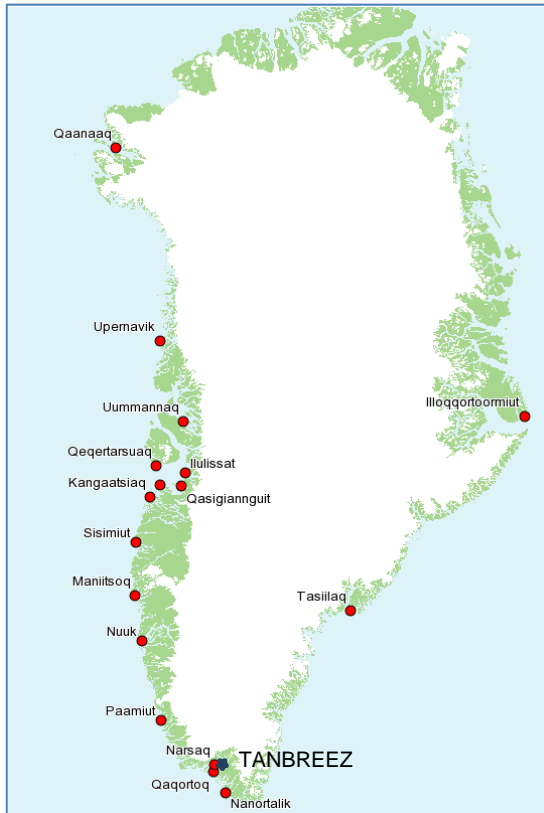 Qaanaaq
Upernavik
Uummannaq
Illoqqortoormiut
Qeqertarsuaq
Ilulissat
Kangaatsiaq
Qasigiannguit
Sisimiut
Maniitsoq
Tasiilaq
Nuuk
Paamiut
Narsaq
TANBREEZ
Qaqortoq
Nanortalik